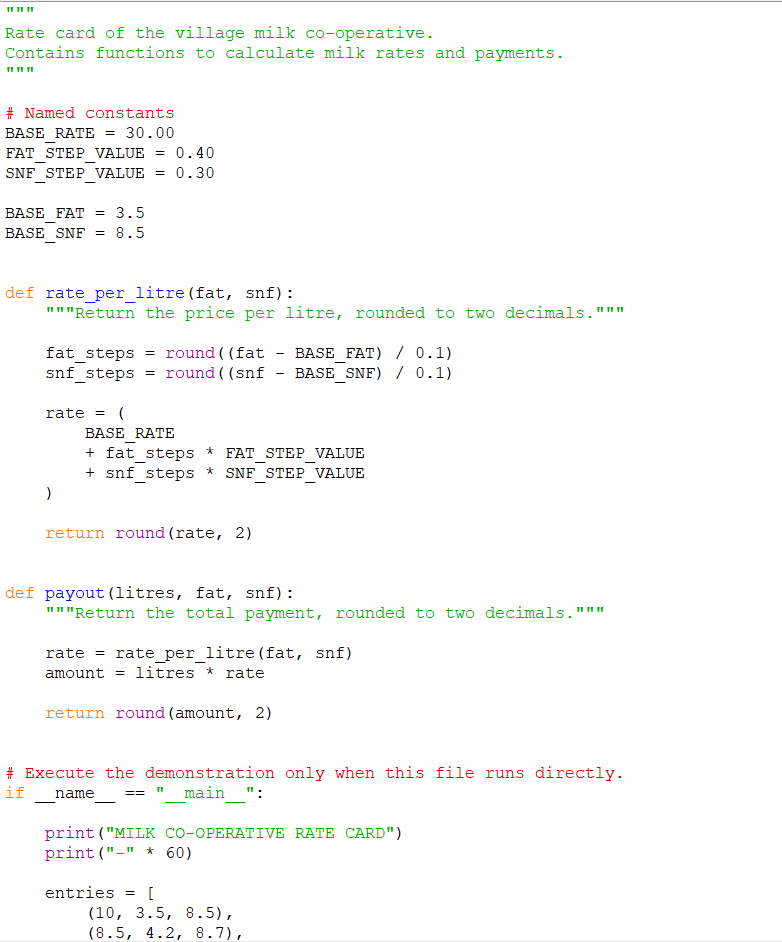 """
Rate card of the village milk co-operative.
Contains functions to calculate milk rates and payments.
"""

# Named constants
BASE_RATE = 30.00
FAT_STEP_VALUE = 0.40
SNF_STEP_VALUE = 0.30

BASE_FAT = 3.5
BASE_SNF = 8.5


def rate_per_litre(fat, snf):
    """Return the price per litre, rounded to two decimals."""

    fat_steps = round((fat - BASE_FAT) / 0.1)
    snf_steps = round((snf - BASE_SNF) / 0.1)

    rate = (
        BASE_RATE
        + fat_steps * FAT_STEP_VALUE
        + snf_steps * SNF_STEP_VALUE
    )

    return round(rate, 2)


def payout(litres, fat, snf):
    """Return the total payment, rounded to two decimals."""

    rate = rate_per_litre(fat, snf)
    amount = litres * rate

    return round(amount, 2)


# Execute the demonstration only when this file runs directly.
if __name__ == "__main__":

    print("MILK CO-OPERATIVE RATE CARD")
    print("-" * 60)

    entries = [
        (10, 3.5, 8.5),
        (8.5, 4.2, 8.7),